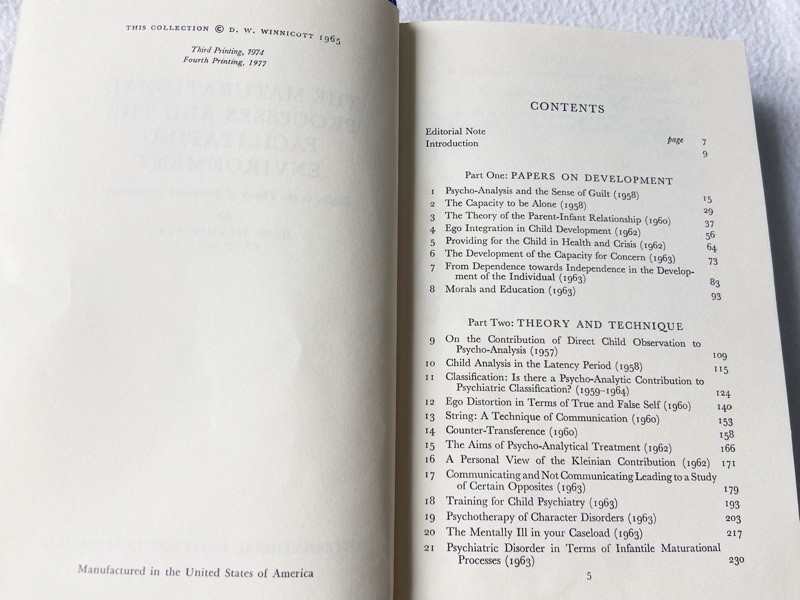 THIS COLLECTION © D. W. WINNICOTT 1965
Third Printing, 1974
Fourth Printing, 1977
Manufactured in the United States of America
CONTENTS
Editorial Note page 7
Introduction 9
Part One: PAPERS ON DEVELOPMENT
1 Psycho-Analysis and the Sense of Guilt (1958) 15
2 The Capacity to be Alone (1958) 29
3 The Theory of the Parent-Infant Relationship (1960) 37
4 Ego Integration in Child Development (1962) 56
5 Providing for the Child in Health and Crisis (1962) 64
6 The Development of the Capacity for Concern (1963) 73
7 From Dependence towards Independence in the Develop-
ment of the Individual (1963) 83
8 Morals and Education (1963) 93
Part Two: THEORY AND TECHNIQUE
9 On the Contribution of Direct Child Observation to
Psycho-Analysis (1957) 109
10 Child Analysis in the Latency Period (1958) 115
11 Classification: Is there a Psycho-Analytic Contribution to
Psychiatric Classification? (1959–1964) 124
12 Ego Distortion in Terms of True and False Self (1960) 140
13 String: A Technique of Communication (1960) 153
14 Counter-Transference (1960) 158
15 The Aims of Psycho-Analytical Treatment (1962) 166
16 A Personal View of the Kleinian Contribution (1962) 171
17 Communicating and Not Communicating Leading to a Study
of Certain Opposites (1963) 179
18 Training for Child Psychiatry (1963) 193
19 Psychotherapy of Character Disorders (1963) 203
20 The Mentally Ill in your Caseload (1963) 217
21 Psychiatric Disorder in Terms of Infantile Maturational
Processes (1963) 230
5